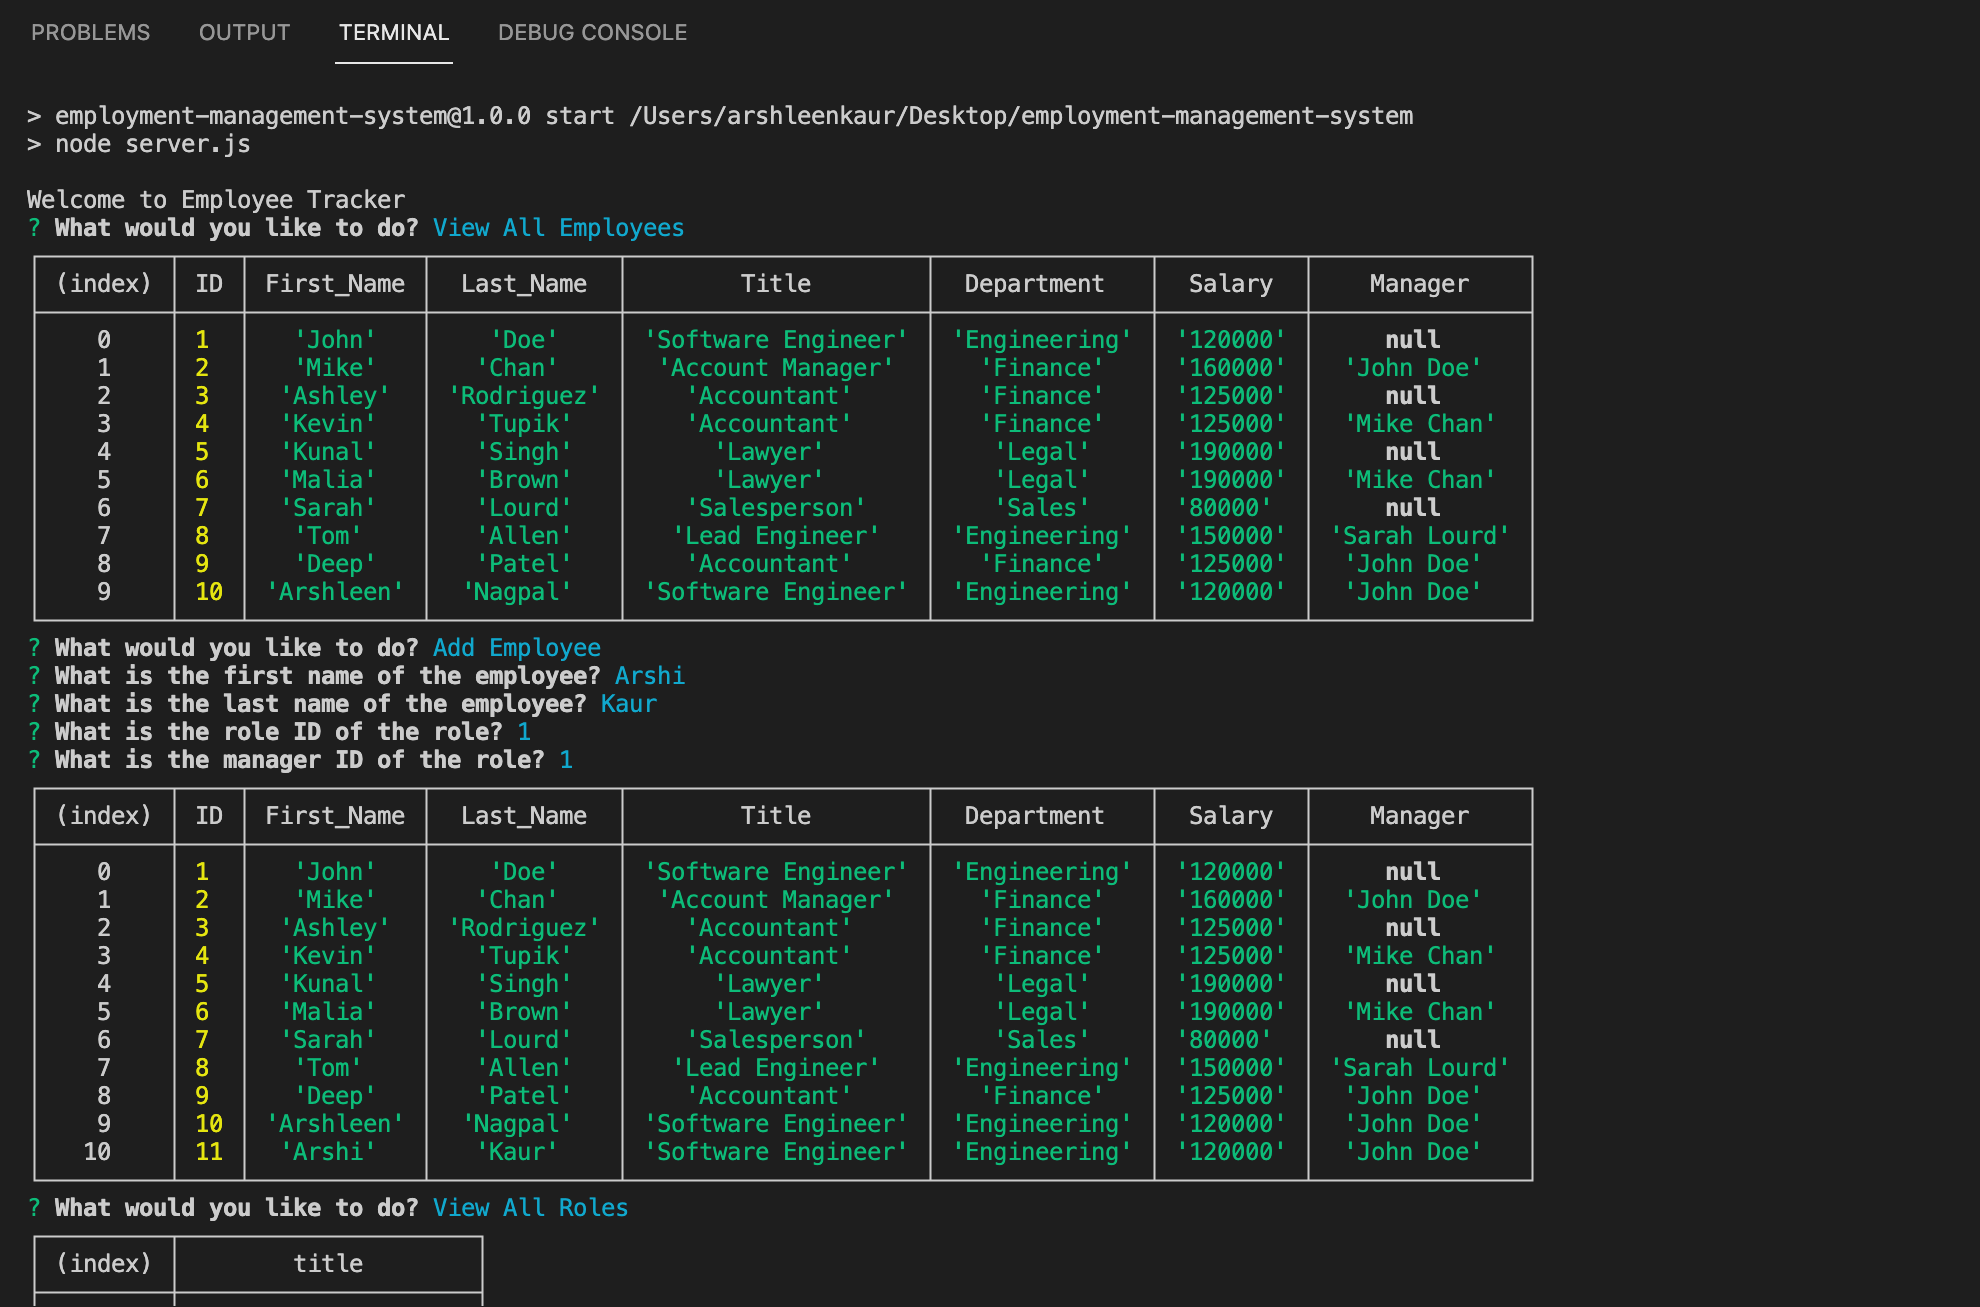 PROBLEMS OUTPUT TERMINAL DEBUG CONSOLE
> employment-management-system@1.0.0 start /Users/arshleenkaur/Desktop/employment-management-system
> node server.js
Welcome to Employee Tracker
? What would you like to do? View All Employees
(index) ID First_Name Last_Name Title Department Salary Manager
0 1 'John' 'Doe' 'Software Engineer' 'Engineering' '120000' null
1 2 'Mike' 'Chan' 'Account Manager' 'Finance' '160000' 'John Doe'
2 3 'Ashley' 'Rodriguez' 'Accountant' 'Finance' '125000' null
3 4 'Kevin' 'Tupik' 'Accountant' 'Finance' '125000' 'Mike Chan'
4 5 'Kunal' 'Singh' 'Lawyer' 'Legal' '190000' null
5 6 'Malia' 'Brown' 'Lawyer' 'Legal' '190000' 'Mike Chan'
6 7 'Sarah' 'Lourd' 'Salesperson' 'Sales' '80000' null
7 8 'Tom' 'Allen' 'Lead Engineer' 'Engineering' '150000' 'Sarah Lourd'
8 9 'Deep' 'Patel' 'Accountant' 'Finance' '125000' 'John Doe'
9 10 'Arshleen' 'Nagpal' 'Software Engineer' 'Engineering' '120000' 'John Doe'
? What would you like to do? Add Employee
? What is the first name of the employee? Arshi
? What is the last name of the employee? Kaur
? What is the role ID of the role? 1
? What is the manager ID of the role? 1
(index) ID First_Name Last_Name Title Department Salary Manager
0 1 'John' 'Doe' 'Software Engineer' 'Engineering' '120000' null
1 2 'Mike' 'Chan' 'Account Manager' 'Finance' '160000' 'John Doe'
2 3 'Ashley' 'Rodriguez' 'Accountant' 'Finance' '125000' null
3 4 'Kevin' 'Tupik' 'Accountant' 'Finance' '125000' 'Mike Chan'
4 5 'Kunal' 'Singh' 'Lawyer' 'Legal' '190000' null
5 6 'Malia' 'Brown' 'Lawyer' 'Legal' '190000' 'Mike Chan'
6 7 'Sarah' 'Lourd' 'Salesperson' 'Sales' '80000' null
7 8 'Tom' 'Allen' 'Lead Engineer' 'Engineering' '150000' 'Sarah Lourd'
8 9 'Deep' 'Patel' 'Accountant' 'Finance' '125000' 'John Doe'
9 10 'Arshleen' 'Nagpal' 'Software Engineer' 'Engineering' '120000' 'John Doe'
10 11 'Arshi' 'Kaur' 'Software Engineer' 'Engineering' '120000' 'John Doe'
? What would you like to do? View All Roles
(index) title